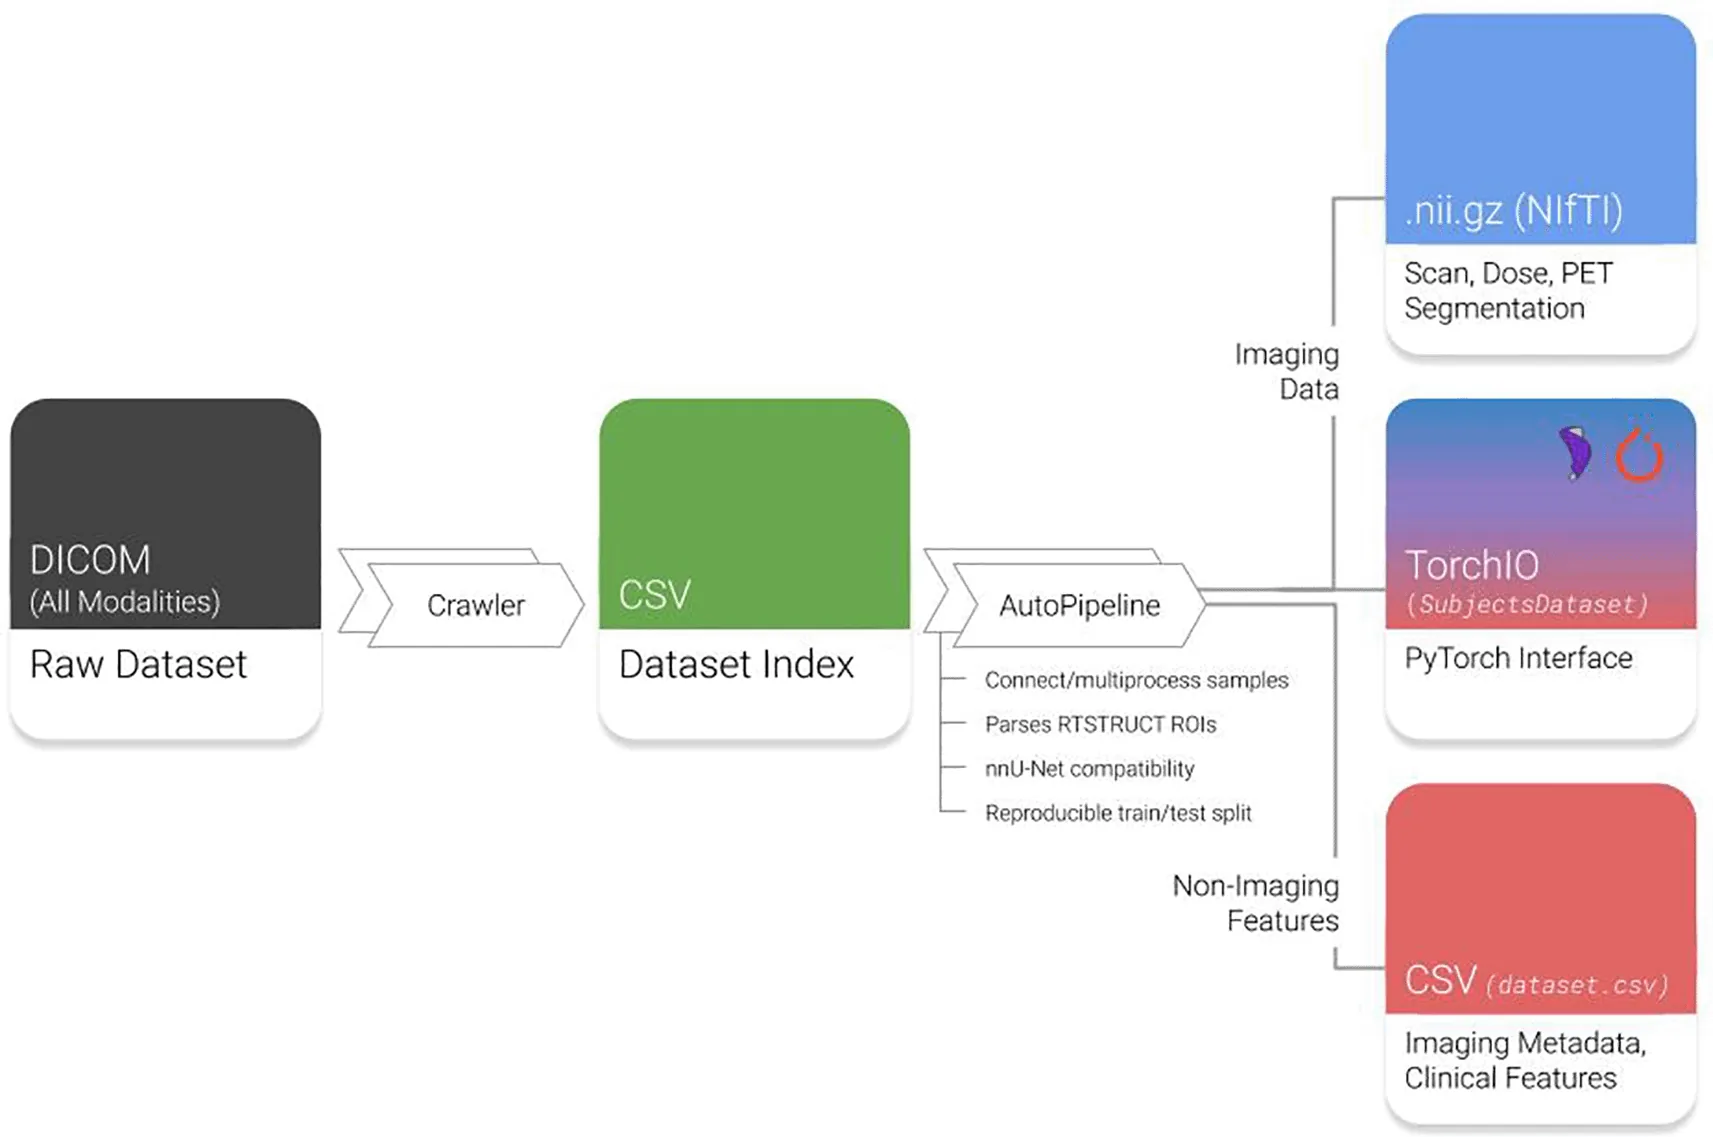 DICOM
(All Modalities)
Raw Dataset
Crawler
CSV
Dataset Index
AutoPipeline
Connect/multiprocess samples
Parses RTSTRUCT ROIs
nnU-Net compatibility
Reproducible train/test split
Imaging
Data
Non-Imaging
Features
.nii.gz (NIfTI)
Scan, Dose, PET
Segmentation
TorchIO
(SubjectsDataset)
PyTorch Interface
CSV (dataset.csv)
Imaging Metadata,
Clinical Features